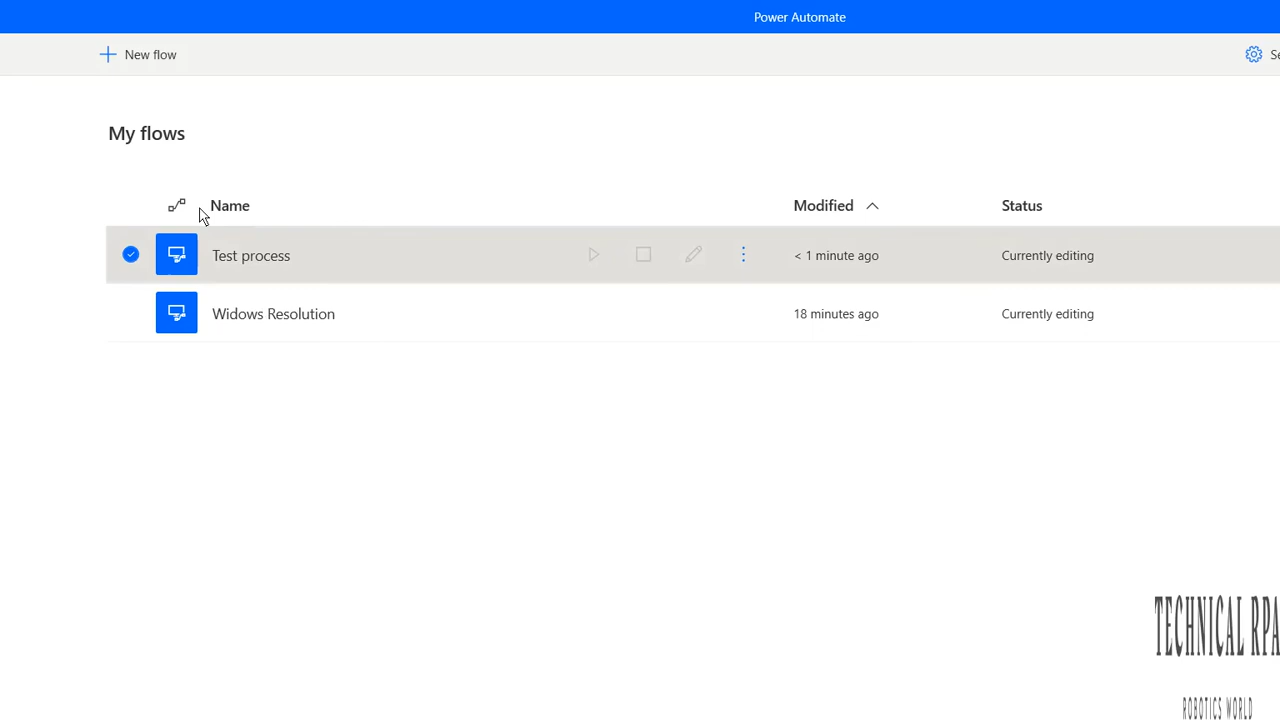 Power Automate
New flow
My flows
Name Modified Status
Test process < 1 minute ago Currently editing
Widows Resolution 18 minutes ago Currently editing
TECHNICAL RPA
ROBOTICS WORLD